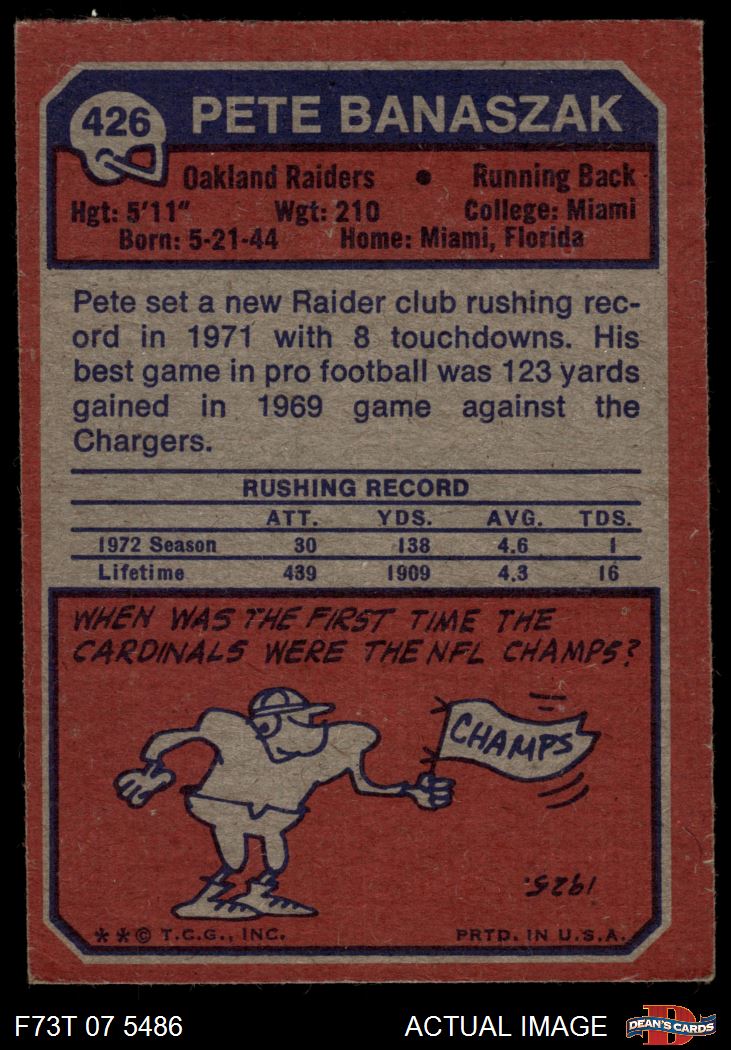 426 PETE BANASZAK
Oakland Raiders • Running Back
Hgt: 5'11" Wgt: 210 College: Miami
Born: 5-21-44 Home: Miami, Florida
Pete set a new Raider club rushing rec-
ord in 1971 with 8 touchdowns. His
best game in pro football was 123 yards
gained in 1969 game against the
Chargers.
RUSHING RECORD
ATT. YDS. AVG. TDS.
1972 Season 30 138 4.6 1
Lifetime 439 1909 4.3 16
WHEN WAS THE FIRST TIME THE
CARDINALS WERE THE NFL CHAMPS?
CHAMPS
1925.
**© T.C.G., INC. PRTD. IN U.S.A.
F73T 07 5486 ACTUAL IMAGE DEAN'S CARDS